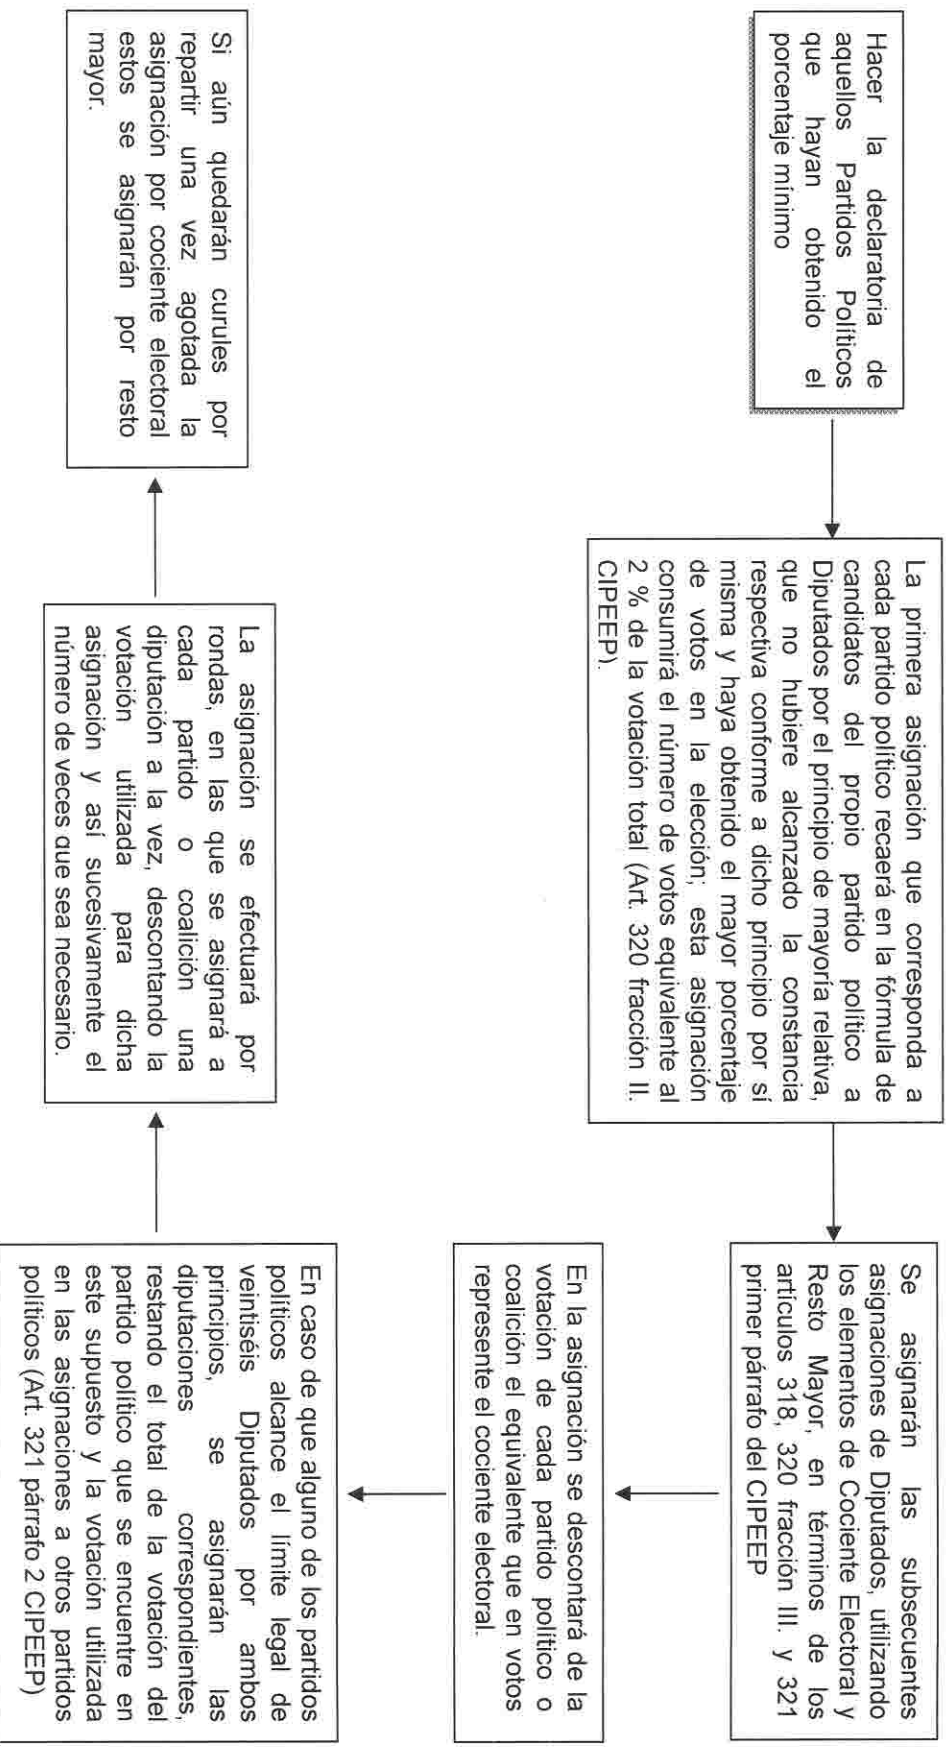 Hacer la declaratoria de
aquellos Partidos Políticos
que hayan obtenido el
porcentaje mínimo
La primera asignación que corresponda a
cada partido político recaerá en la fórmula de
candidatos del propio partido político a
Diputados por el principio de mayoría relativa,
que no hubiere alcanzado la constancia
respectiva conforme a dicho principio por sí
misma y haya obtenido el mayor porcentaje
de votos en la elección; esta asignación
consumirá el número de votos equivalente al
2 % de la votación total (Art. 320 fracción II.
CIPEEP).
Se asignarán las subsecuentes
asignaciones de Diputados, utilizando
los elementos de Cociente Electoral y
Resto Mayor, en términos de los
artículos 318, 320 fracción III. y 321
primer párrafo del CIPEEP
En la asignación se descontará de la
votación de cada partido político o
coalición el equivalente que en votos
represente el cociente electoral.
En caso de que alguno de los partidos
políticos alcance el límite legal de
veintiséis Diputados por ambos
principios, se asignarán las
diputaciones correspondientes,
restando el total de la votación del
partido político que se encuentre en
este supuesto y la votación utilizada
en las asignaciones a otros partidos
políticos (Art. 321 párrafo 2 CIPEEP)
La asignación se efectuará por
rondas, en las que se asignará a
cada partido o coalición una
diputación a la vez, descontando la
votación utilizada para dicha
asignación y así sucesivamente el
número de veces que sea necesario.
Si aún quedarán curules por
repartir una vez agotada la
asignación por cociente electoral
estos se asignarán por resto
mayor.